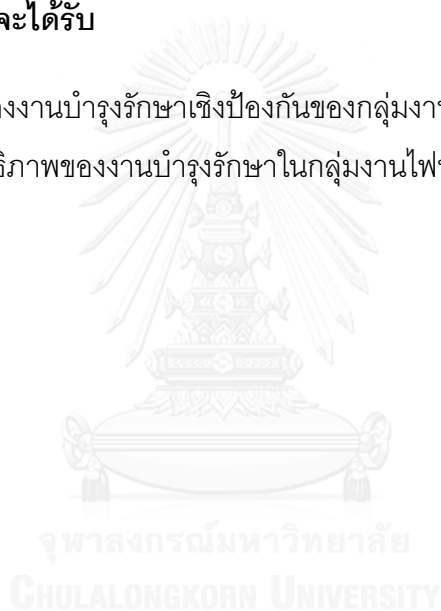 จะได้รับ
งงานบำรุงรักษาเชิงป้องกันของกลุ่มงา
ธิภาพของงานบำรุงรักษาในกลุ่มงานไฟ
จุฬาลงกรณ์มหาวิทยาลัย
CHULALONGKORN UNIVERSITY